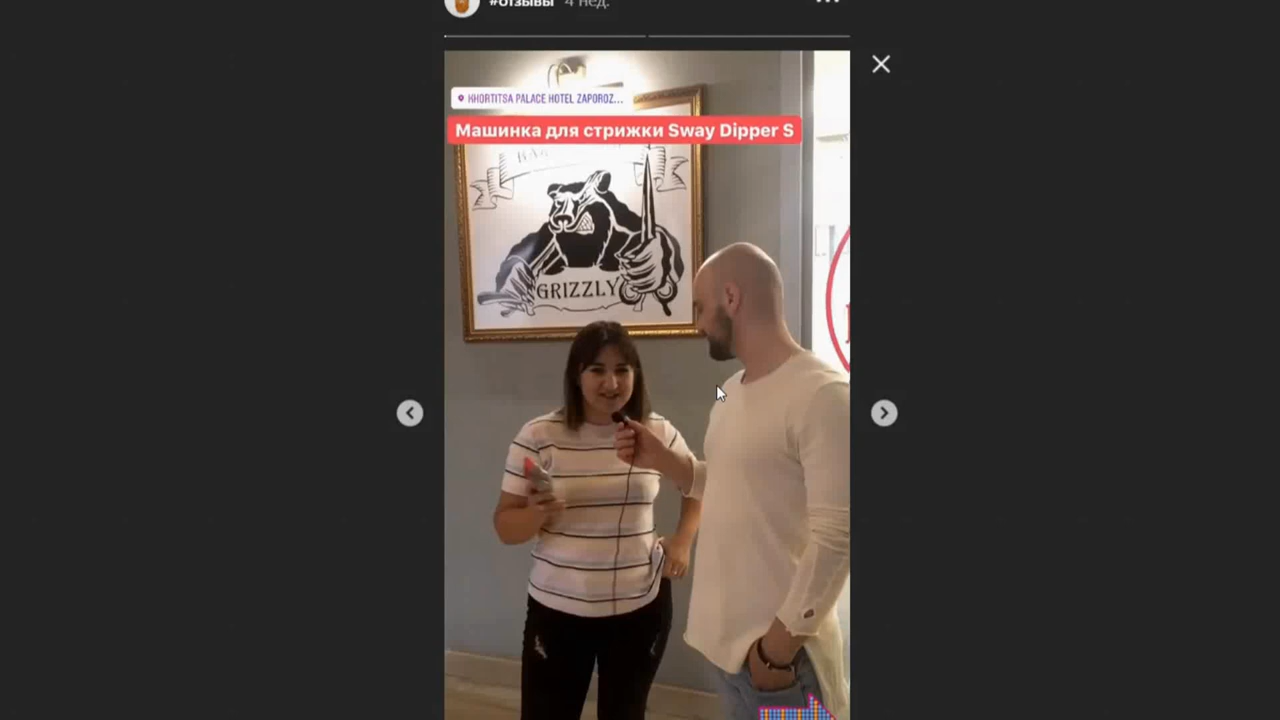 #отзывы 4 нед.
KHORTITSA PALACE HOTEL ZAPOROZ...
Машинка для стрижки Sway Dipper S
GRIZZLY